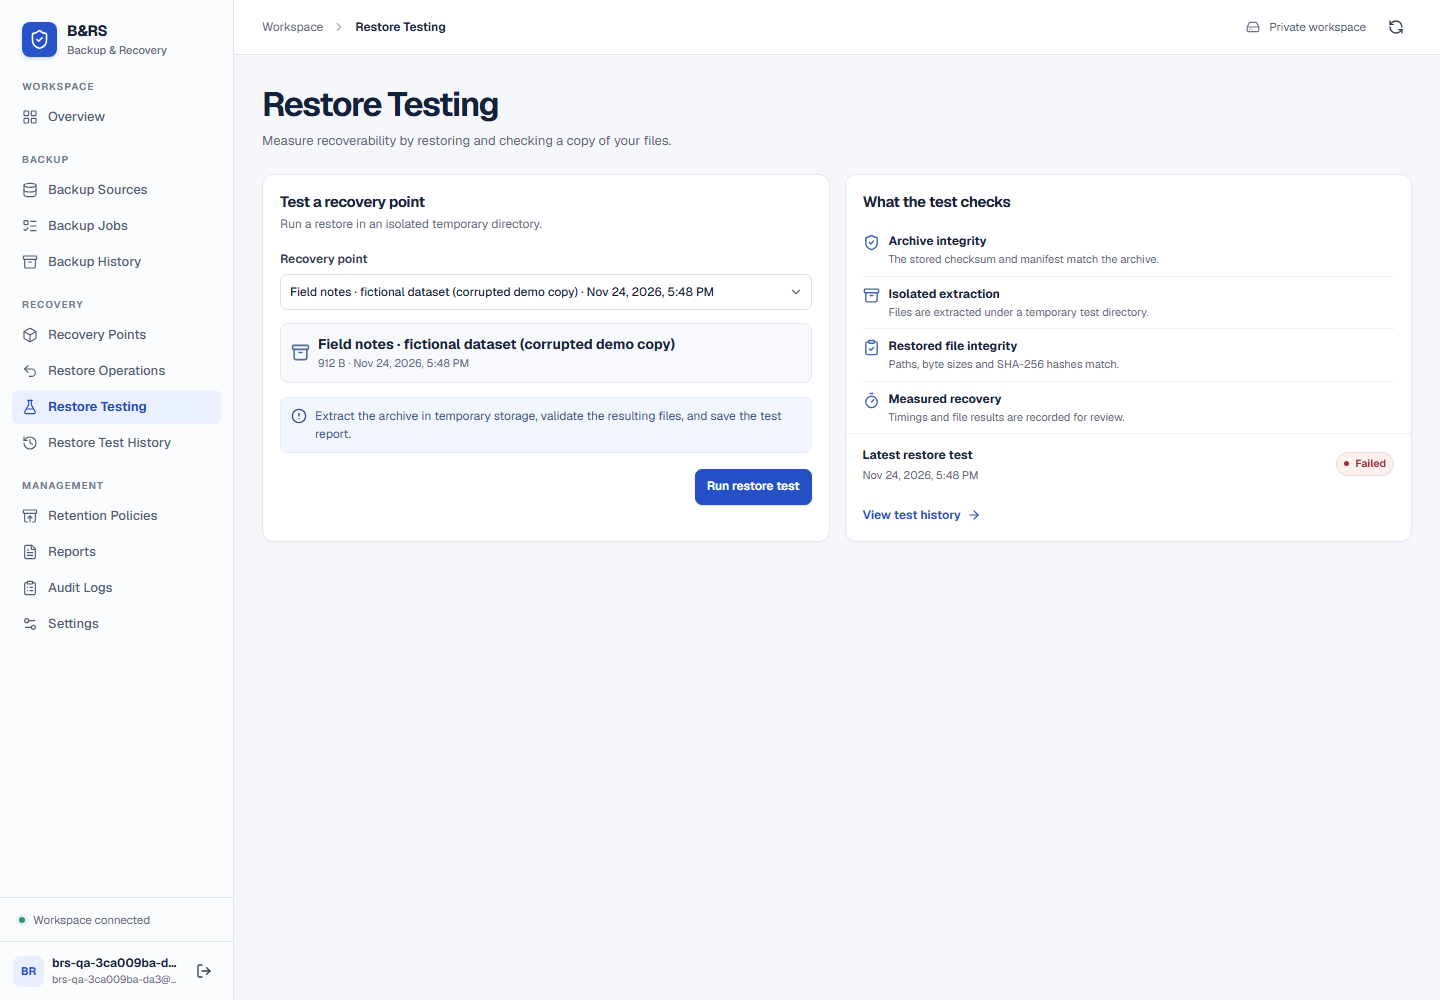 B&RS
Backup & Recovery
WORKSPACE
Overview
BACKUP
Backup Sources
Backup Jobs
Backup History
RECOVERY
Recovery Points
Restore Operations
Restore Testing
Restore Test History
MANAGEMENT
Retention Policies
Reports
Audit Logs
Settings
Workspace connected
BR
brs-qa-3ca009ba-d...
brs-qa-3ca009ba-da3@...
Workspace
Restore Testing
Private workspace
Restore Testing
Measure recoverability by restoring and checking a copy of your files.
Test a recovery point
Run a restore in an isolated temporary directory.
Recovery point
Field notes · fictional dataset (corrupted demo copy) · Nov 24, 2026, 5:48 PM
Field notes · fictional dataset (corrupted demo copy)
912 B · Nov 24, 2026, 5:48 PM
Extract the archive in temporary storage, validate the resulting files, and save the test
report.
Run restore test
What the test checks
Archive integrity
The stored checksum and manifest match the archive.
Isolated extraction
Files are extracted under a temporary test directory.
Restored file integrity
Paths, byte sizes and SHA-256 hashes match.
Measured recovery
Timings and file results are recorded for review.
Latest restore test
Nov 24, 2026, 5:48 PM
Failed
View test history